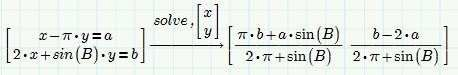 solve, [x y]
[x − π · y = a
2 · x + sin(B) · y = b] → [(π · b + a · sin(B)) / (2 · π + sin(B))  (b − 2 · a) / (2 · π + sin(B))]